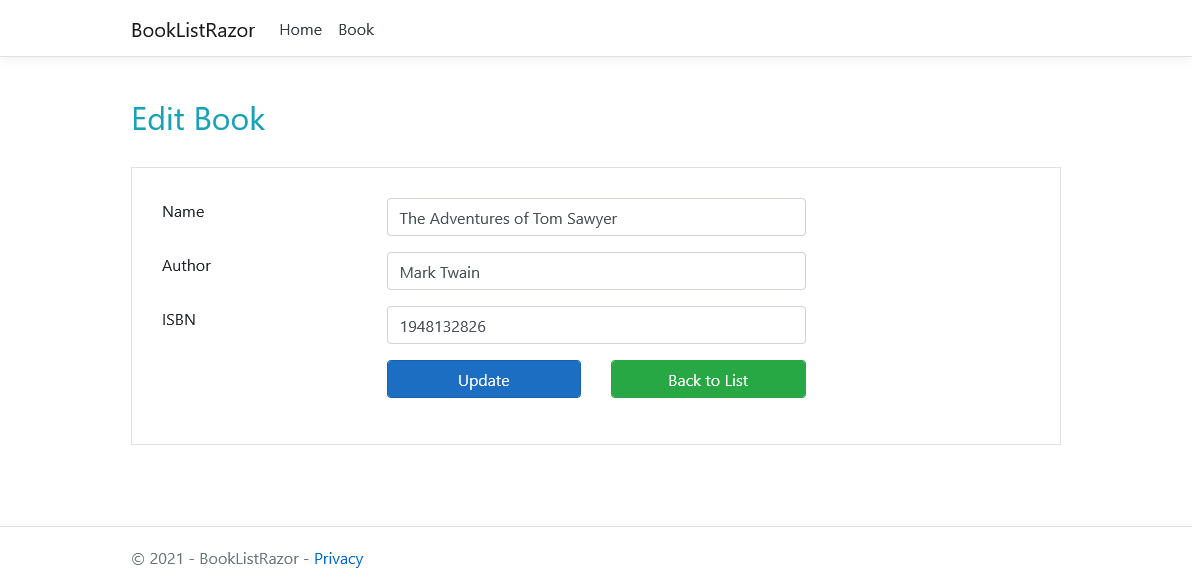 BookListRazor Home Book
Edit Book
Name The Adventures of Tom Sawyer
Author Mark Twain
ISBN 1948132826
Update Back to List
© 2021 - BookListRazor - Privacy